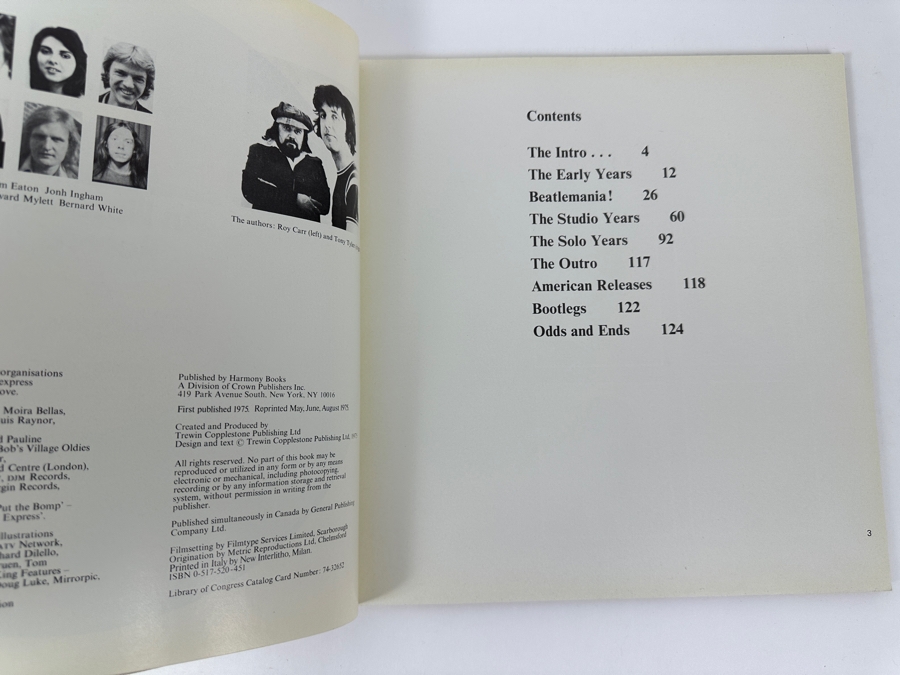 m Eaton Jonh Ingham
vard Mylett Bernard White
The authors: Roy Carr (left) and Tony Tyler
organisations
express
ove.
Moira Bellas,
uis Raynor,
d Pauline
Bob's Village Oldies
r,
d Centre (London),
, DJM Records,
gin Records,
Put the Bomp' –
Express'.
llustrations
ATV Network,
hard Dilello,
ruen, Tom
King Features –
Doug Luke, Mirrorpic.
ion
Published by Harmony Books
A Division of Crown Publishers Inc.
419 Park Avenue South, New York, NY 10016
First published 1975. Reprinted May, June, August 1975.
Created and Produced by
Trewin Copplestone Publishing Ltd
Design and text © Trewin Copplestone Publishing Ltd, 1975
All rights reserved. No part of this book may be
reproduced or utilized in any form or by any means
electronic or mechanical, including photocopying,
recording or by any information storage and retrieval
system, without permission in writing from the
publisher.
Published simultaneously in Canada by General Publishing
Company Ltd.
Filmsetting by Filmtype Services Limited, Scarborough
Origination by Metric Reproductions Ltd, Chelmsford
Printed in Italy by New Interlitho, Milan.
ISBN 0-517-520-451
Library of Congress Catalog Card Number: 74-32652
Contents
The Intro . . . 4
The Early Years 12
Beatlemania! 26
The Studio Years 60
The Solo Years 92
The Outro 117
American Releases 118
Bootlegs 122
Odds and Ends 124
3